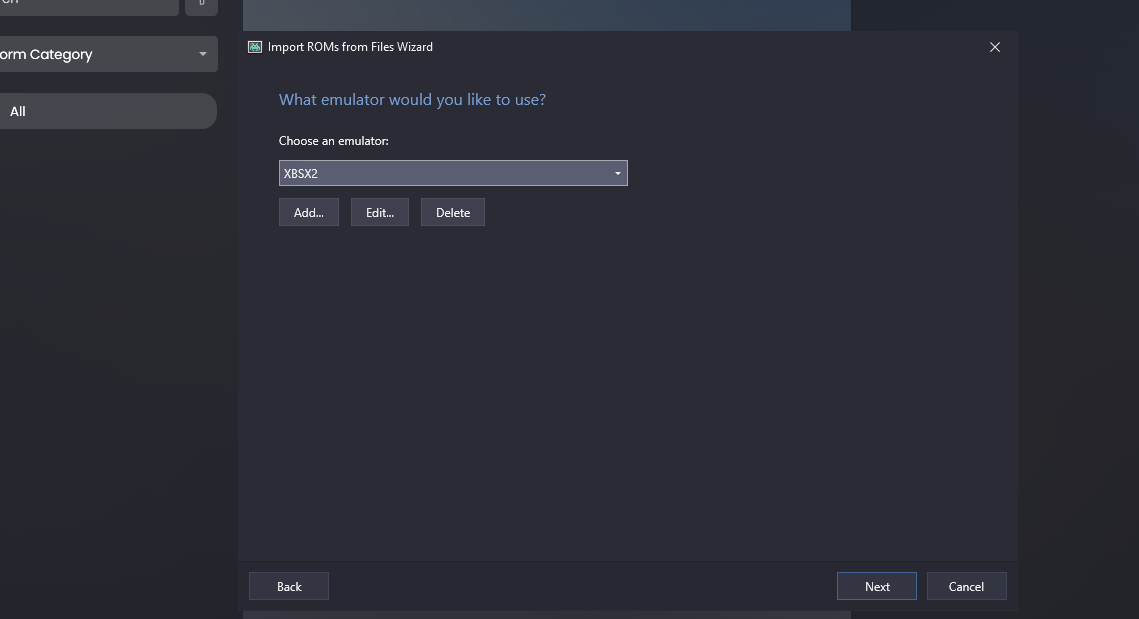 Import ROMs from Files Wizard
orm Category
What emulator would you like to use?
All
Choose an emulator:
XBSX2
Add... Edit... Delete
Back Next Cancel